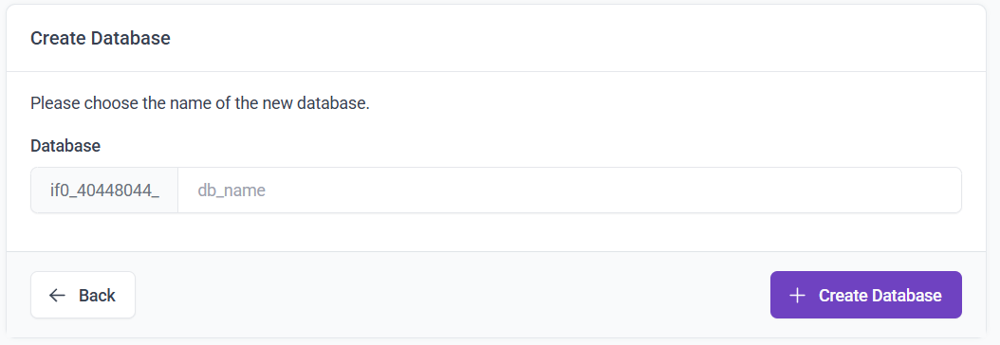 Create Database
Please choose the name of the new database.
Database
if0_40448044_ db_name
Back Create Database